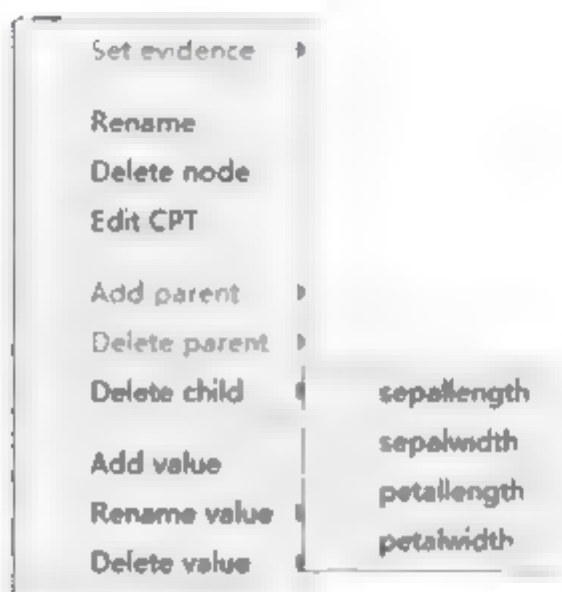 Set evidence
Rename
Delete node
Edit CPT
Add parent
Delete parent
Delete child
sepallength
sepalwidth
petallength
petalwidth
Add value
Rename value
Delete value